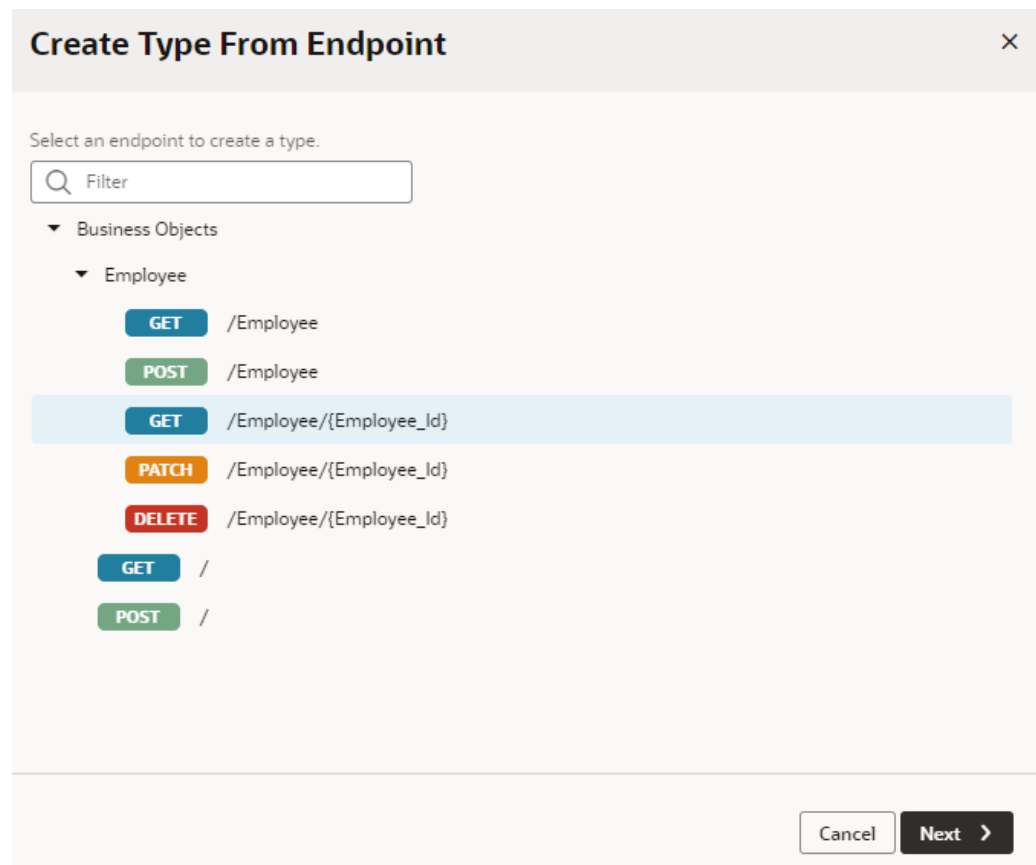 Create Type From Endpoint
Select an endpoint to create a type.
Filter
Business Objects
Employee
GET /Employee
POST /Employee
GET /Employee/{Employee_Id}
PATCH /Employee/{Employee_Id}
DELETE /Employee/{Employee_Id}
GET /
POST /
Cancel Next